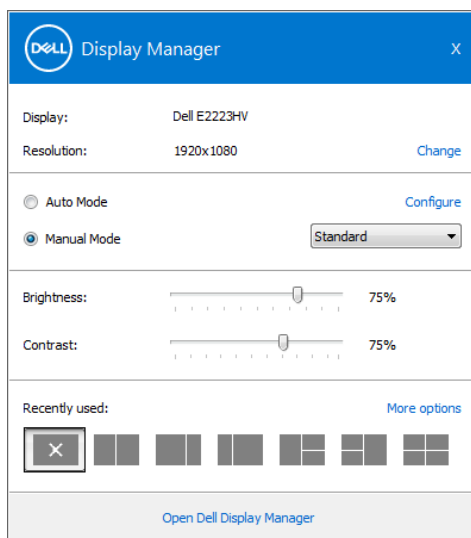 DELL Display Manager X
Display: Dell E2223HV
Resolution: 1920x1080 Change
Auto Mode Configure
Manual Mode Standard
Brightness: 75%
Contrast: 75%
Recently used: More options
Open Dell Display Manager